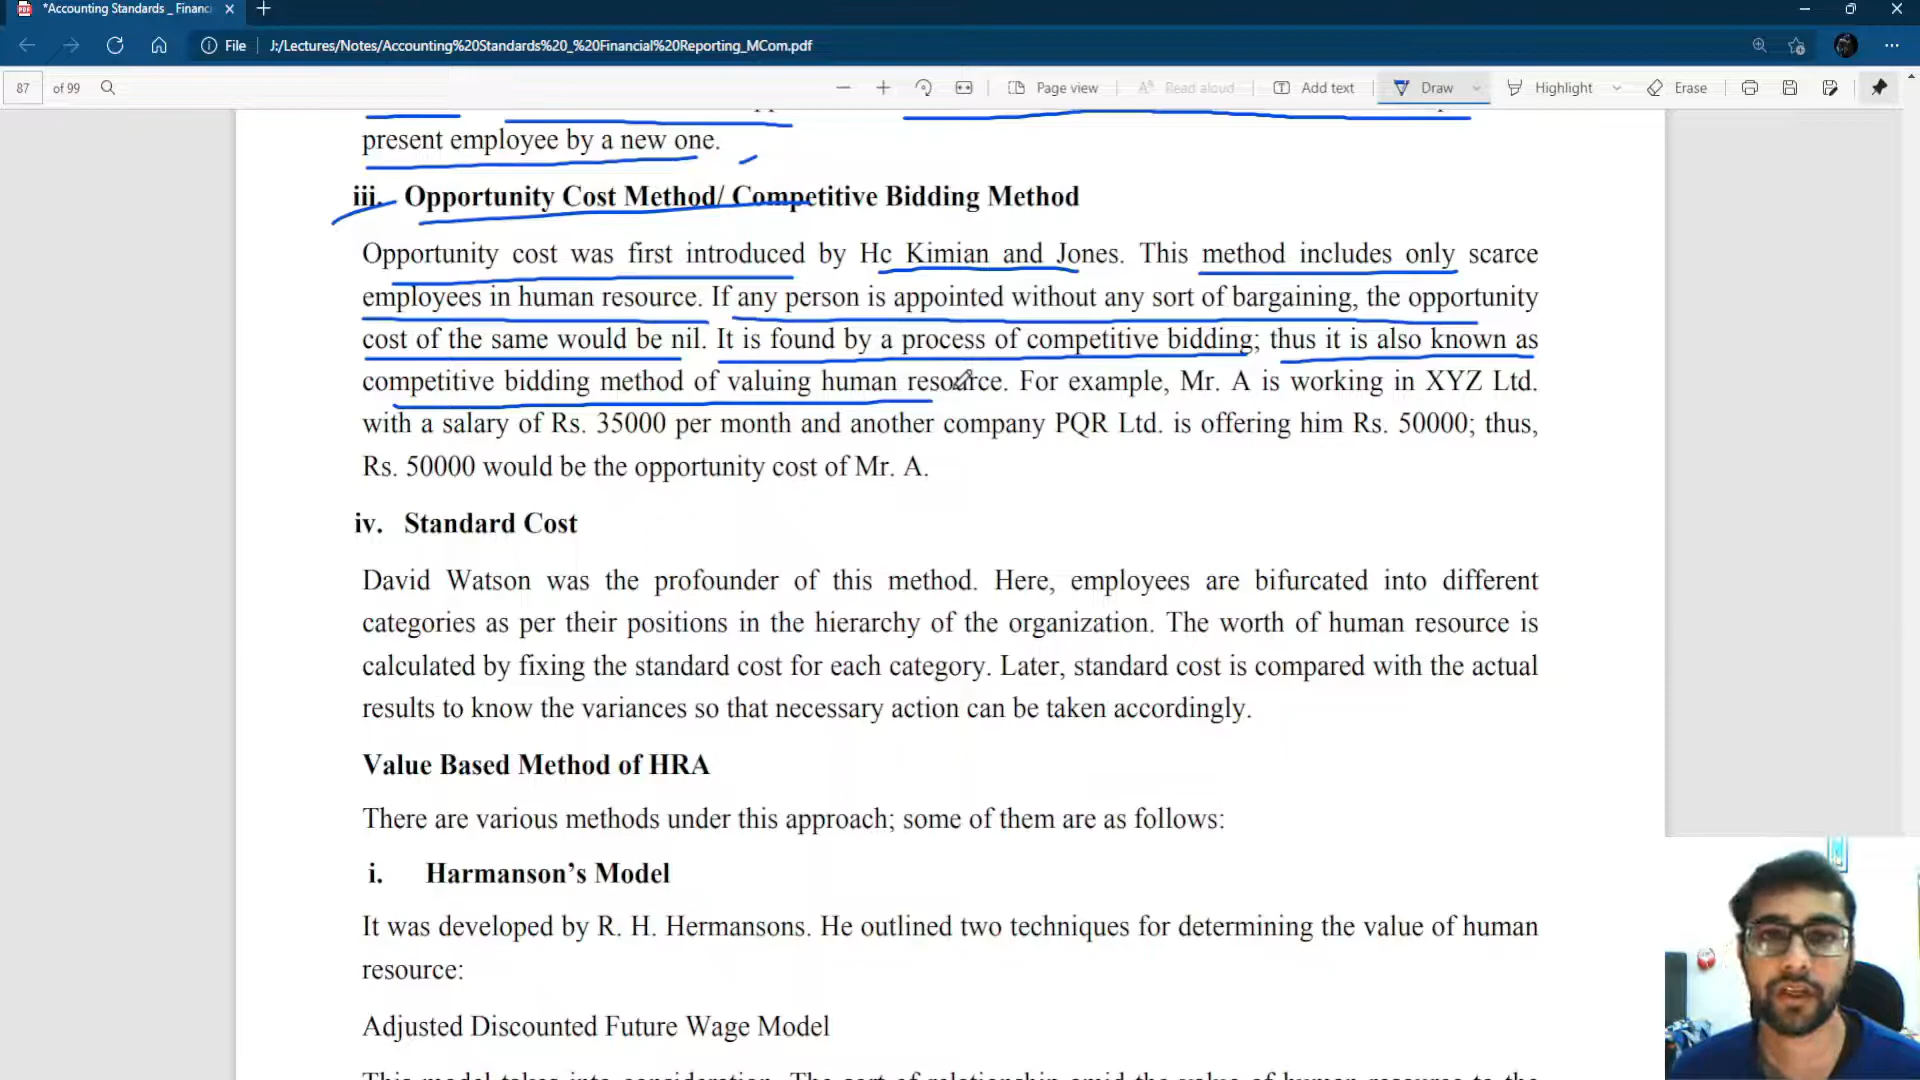 *Accounting Standards _ Financi
File J:/Lectures/Notes/Accounting%20Standards%20_%20Financial%20Reporting_MCom.pdf
87 of 99 Page view Read aloud Add text Draw Highlight Erase
present employee by a new one.
iii. Opportunity Cost Method/ Competitive Bidding Method
Opportunity cost was first introduced by Hc Kimian and Jones. This method includes only scarce
employees in human resource. If any person is appointed without any sort of bargaining, the opportunity
cost of the same would be nil. It is found by a process of competitive bidding; thus it is also known as
competitive bidding method of valuing human resource. For example, Mr. A is working in XYZ Ltd.
with a salary of Rs. 35000 per month and another company PQR Ltd. is offering him Rs. 50000; thus,
Rs. 50000 would be the opportunity cost of Mr. A.
iv. Standard Cost
David Watson was the profounder of this method. Here, employees are bifurcated into different
categories as per their positions in the hierarchy of the organization. The worth of human resource is
calculated by fixing the standard cost for each category. Later, standard cost is compared with the actual
results to know the variances so that necessary action can be taken accordingly.
Value Based Method of HRA
There are various methods under this approach; some of them are as follows:
i. Harmanson’s Model
It was developed by R. H. Hermansons. He outlined two techniques for determining the value of human
resource:
Adjusted Discounted Future Wage Model